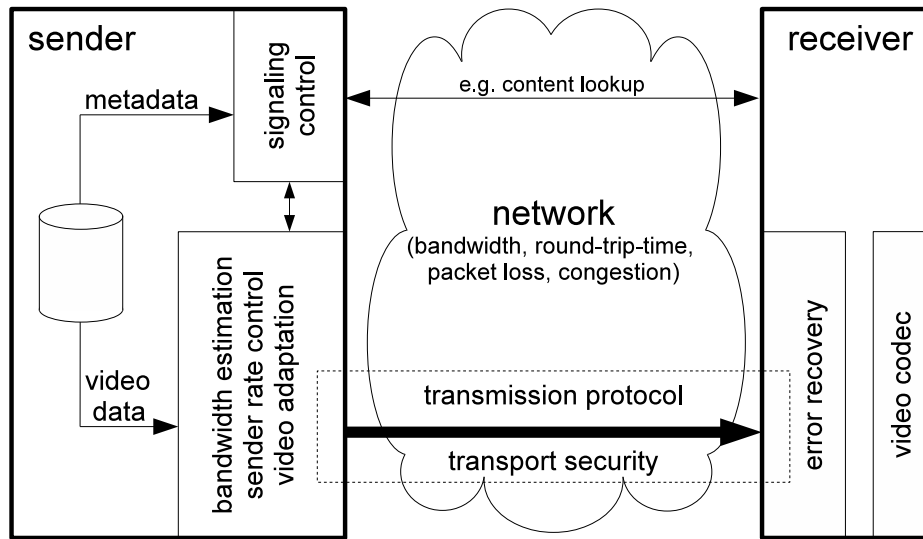 sender
metadata
signaling
control
e.g. content lookup
receiver
network
(bandwidth, round-trip-time,
packet loss, congestion)
video
data
bandwidth estimation
sender rate control
video adaptation
transmission protocol
transport security
error recovery
video codec